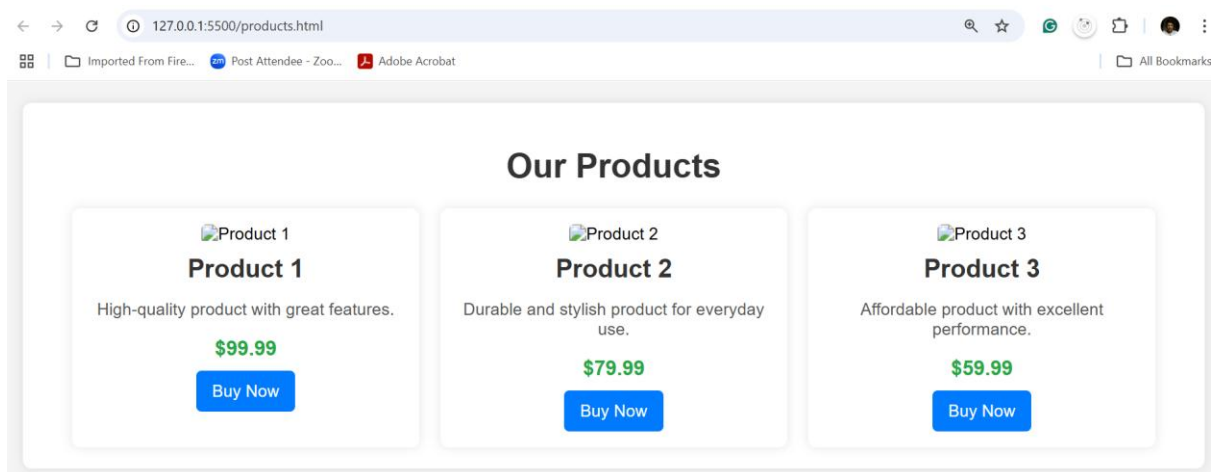 127.0.0.1:5500/products.html
Imported From Fire...
zm
Post Attendee - Zoo...
Adobe Acrobat
All Bookmarks
Our Products
Product 1
Product 1
High-quality product with great features.
$99.99
Buy Now
Product 2
Product 2
Durable and stylish product for everyday
use.
$79.99
Buy Now
Product 3
Product 3
Affordable product with excellent
performance.
$59.99
Buy Now